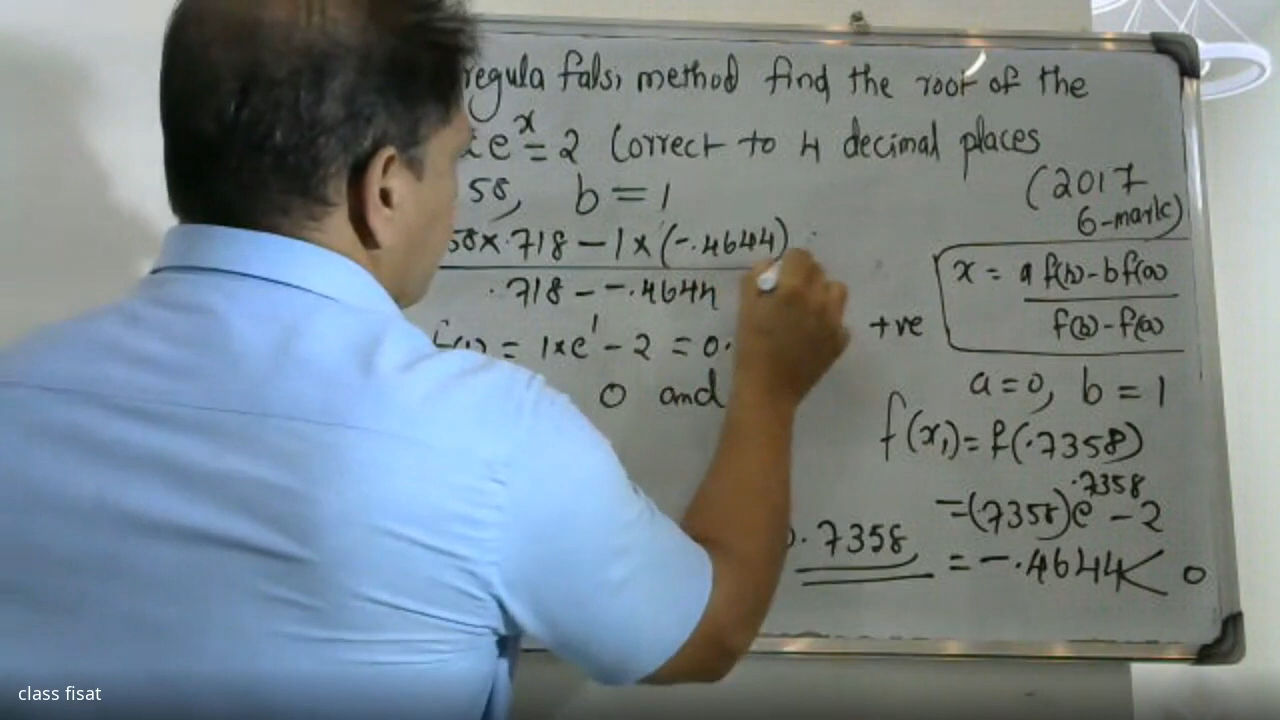 regula falsi method find the root of the
xe^x = 2 Correct to 4 decimal places
(2017
6-mark)
58, b = 1
58×.718 − 1 × (−.4644)
.718 − −.4644
x = a f(b) − b f(a)
f(b) − f(a)
+ve
f(1) = 1×e^1 − 2 = 0.
0 and
a = 0, b = 1
f(x₁) = f(.7358)
= (7358)e^.7358 − 2
0.7358
= −.4644 < 0
class fisat